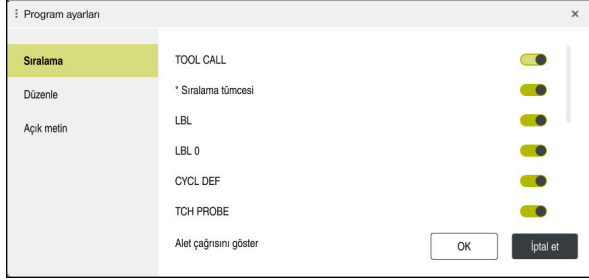 Program ayarları
Sıralama
Düzenle
Açık metin
TOOL CALL
* Sıralama tümcesi
LBL
LBL 0
CYCL DEF
TCH PROBE
Alet çağrısını göster
OK
İptal et